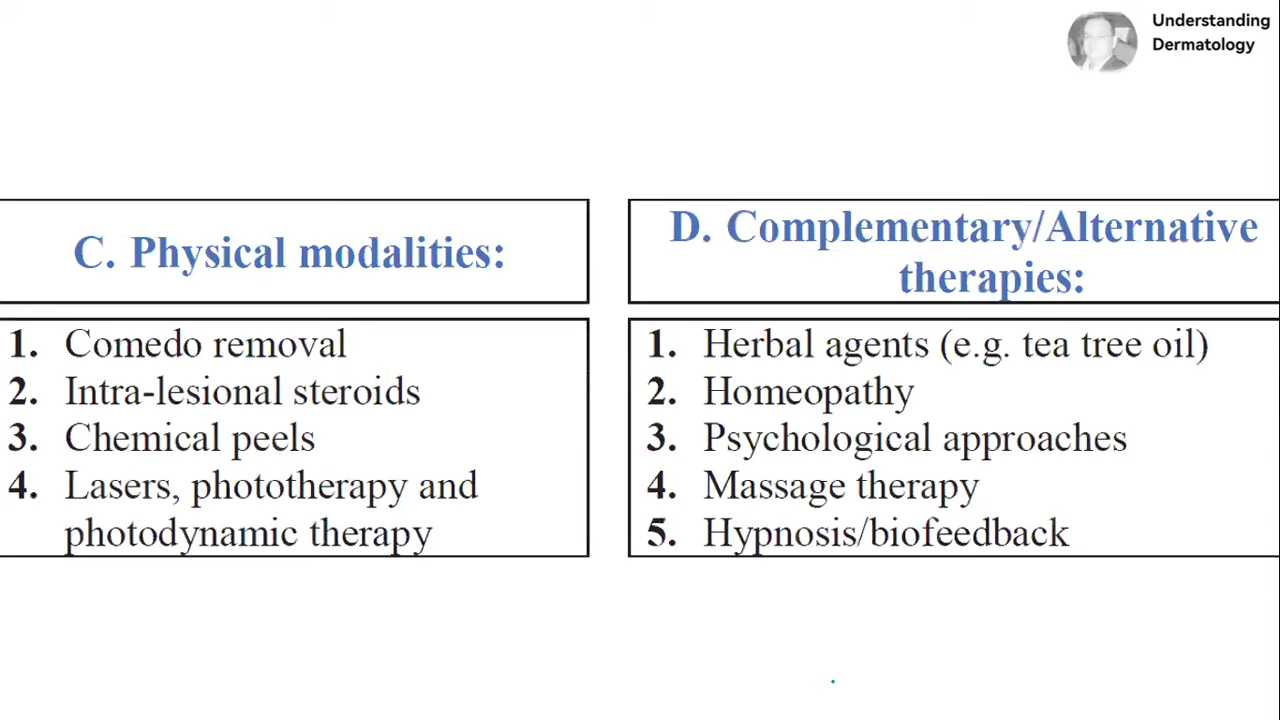 Understanding
Dermatology
C. Physical modalities:
1. Comedo removal
2. Intra-lesional steroids
3. Chemical peels
4. Lasers, phototherapy and
photodynamic therapy
D. Complementary/Alternative
therapies:
1. Herbal agents (e.g. tea tree oil)
2. Homeopathy
3. Psychological approaches
4. Massage therapy
5. Hypnosis/biofeedback